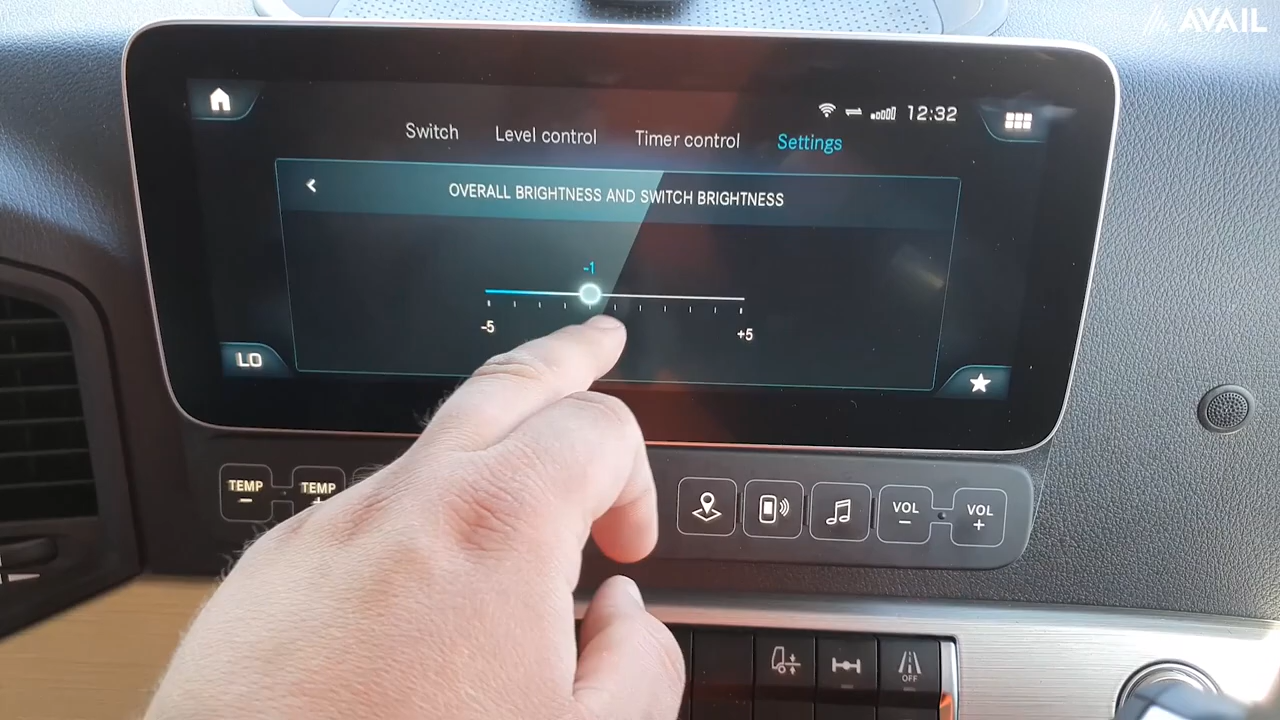 AVAIL
12:32
Switch Level control Timer control Settings
OVERALL BRIGHTNESS AND SWITCH BRIGHTNESS
-1
-5 +5
LO
TEMP − TEMP +
VOL − VOL +
OFF